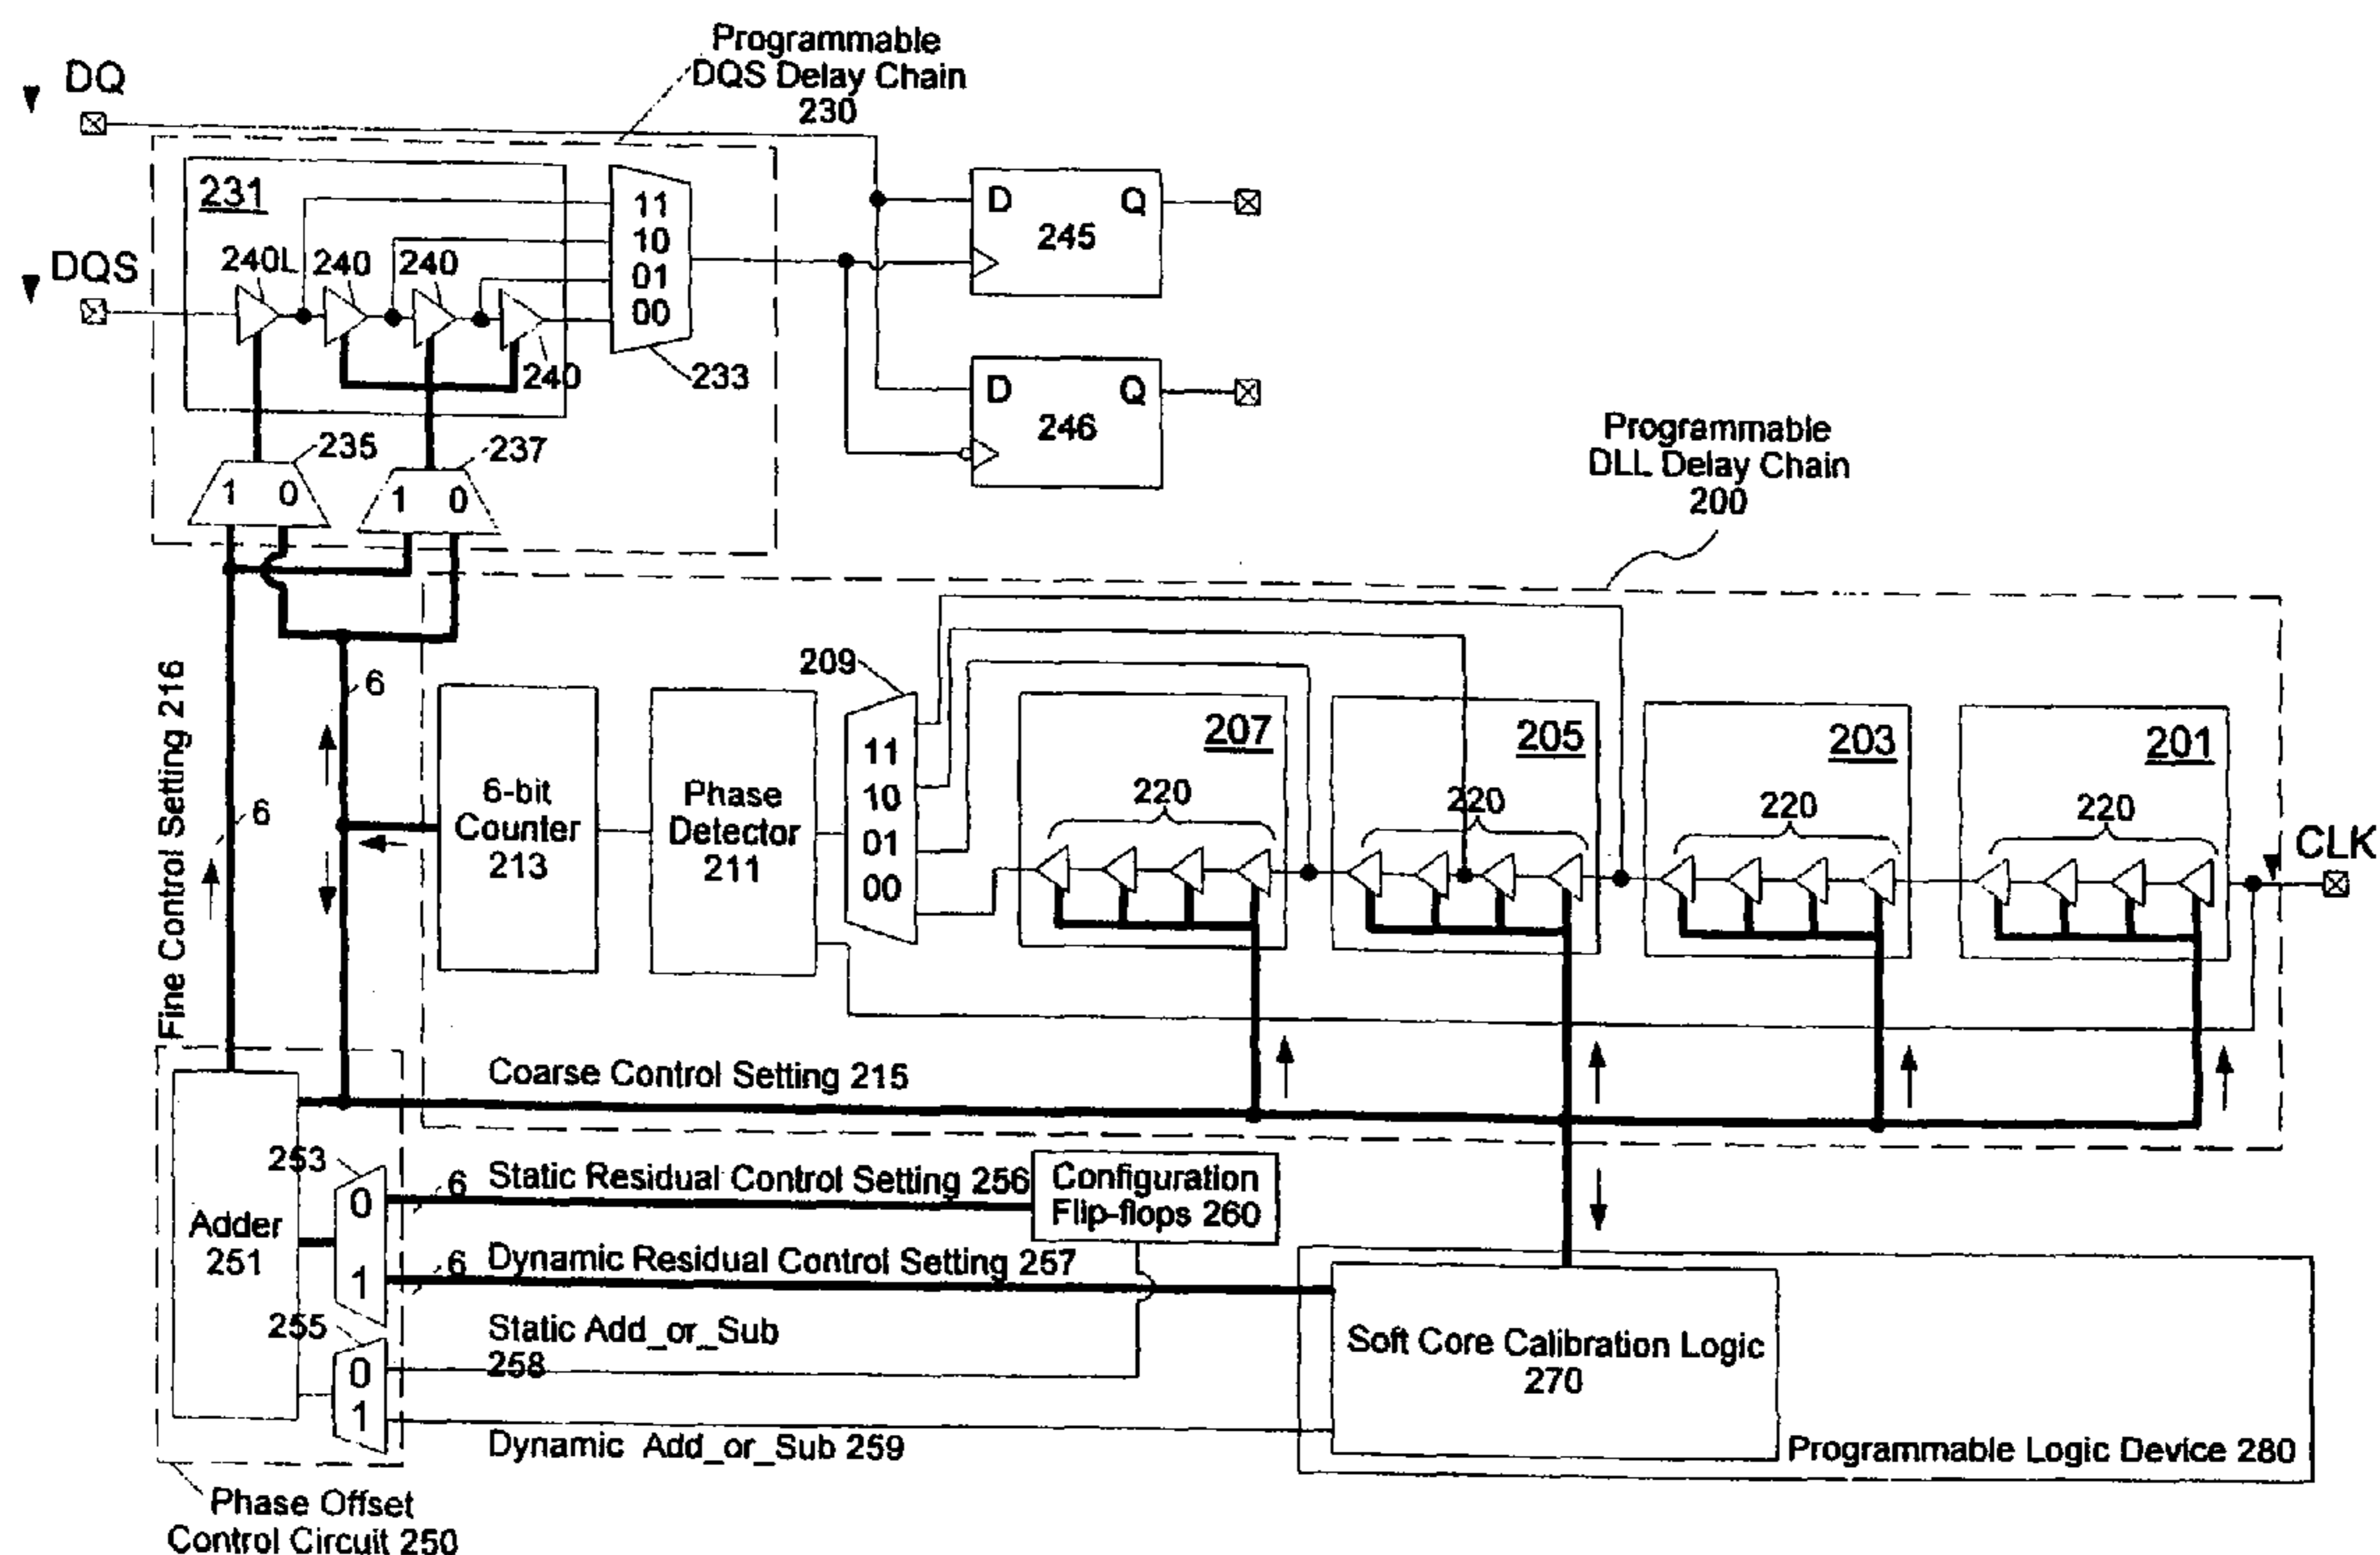 Programmable
DQS Delay Chain
230
DQ
DQS
231
240L 240 240
240
11
10
01
00
233
D Q
245
D Q
246
235
237
1 0
1 0
Programmable
DLL Delay Chain
200
Fine Control Setting 216
6
6
209
6-bit
Counter
213
Phase
Detector
211
11
10
01
00
207
220
205
220
203
220
201
220
CLK
Coarse Control Setting 215
253
0
1
6
Static Residual Control Setting 256
Configuration
Flip-flops 260
Adder
251
6
Dynamic Residual Control Setting 257
255
0
1
Static Add_or_Sub
258
Dynamic Add_or_Sub 259
Soft Core Calibration Logic
270
Programmable Logic Device 280
Phase Offset
Control Circuit 250